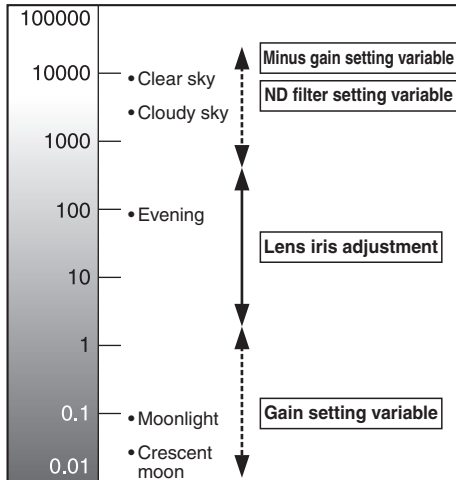 100000
Minus gain setting variable
10000
• Clear sky
ND filter setting variable
• Cloudy sky
1000
100
• Evening
Lens iris adjustment
10
1
0.1
• Moonlight
Gain setting variable
• Crescent
moon
0.01